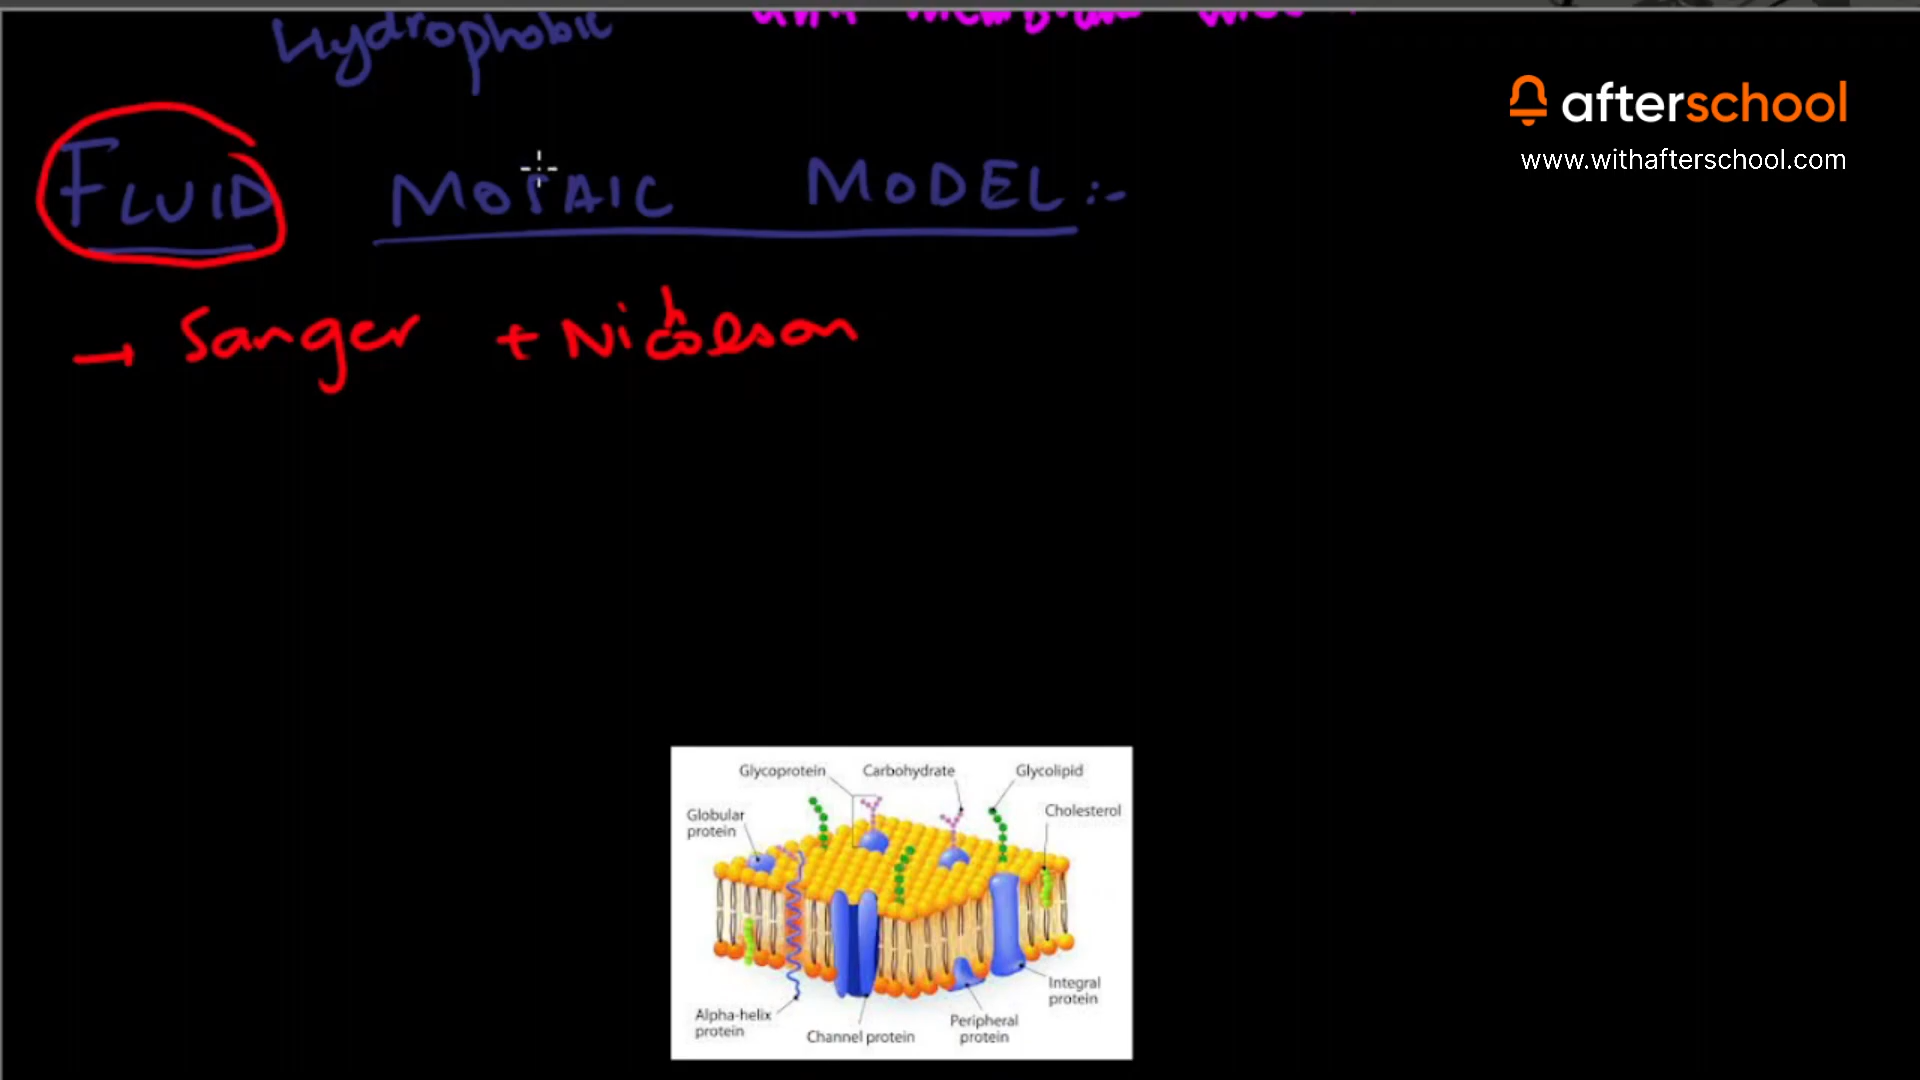 Hydrophobic
afterschool
www.withafterschool.com
FLUID MOSAIC MODEL:-
→ Sanger + Nicholson
Glycoprotein Carbohydrate Glycolipid
Globular
protein
Cholesterol
Integral
protein
Alpha-helix
protein
Channel protein
Peripheral
protein